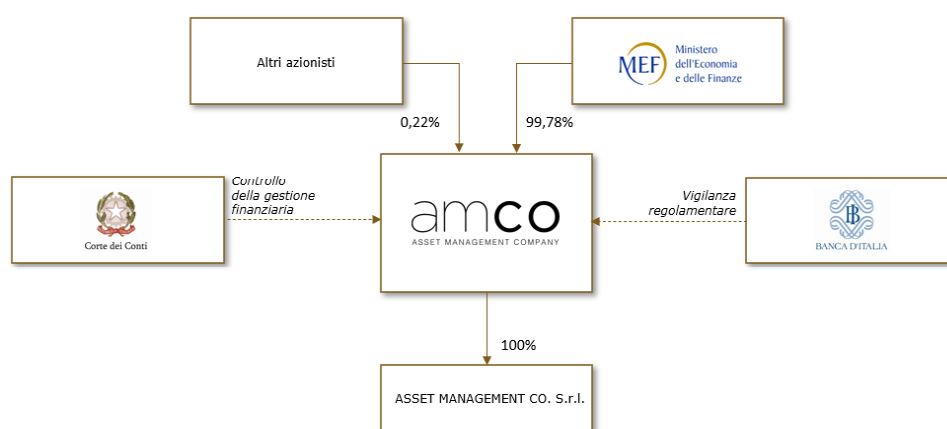 Altri azionisti
MEF
Ministero
dell'Economia
e delle Finanze
0,22%
99,78%
Corte dei Conti
Controllo
della gestione
finanziaria
amco
ASSET MANAGEMENT COMPANY
Vigilanza
regolamentare
BANCA D'ITALIA
100%
ASSET MANAGEMENT CO. S.r.l.